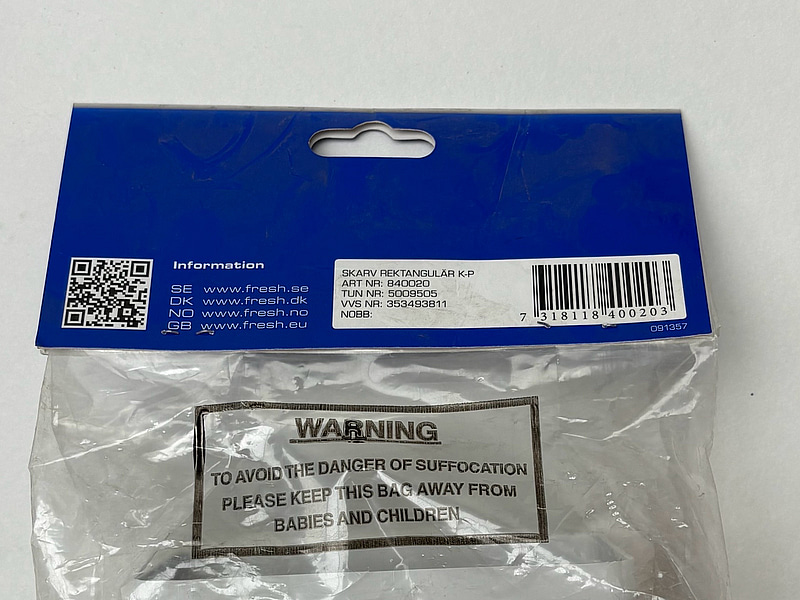 Information
SE www.fresh.se
DK www.fresh.dk
NO www.fresh.no
GB www.fresh.eu
SKARV REKTANGULÄR K-P
ART NR: 840020
TUN NR: 5009505
VVS NR: 353493811
NOBB:
7 318118 400203
091357
WARNING
TO AVOID THE DANGER OF SUFFOCATION
PLEASE KEEP THIS BAG AWAY FROM
BABIES AND CHILDREN